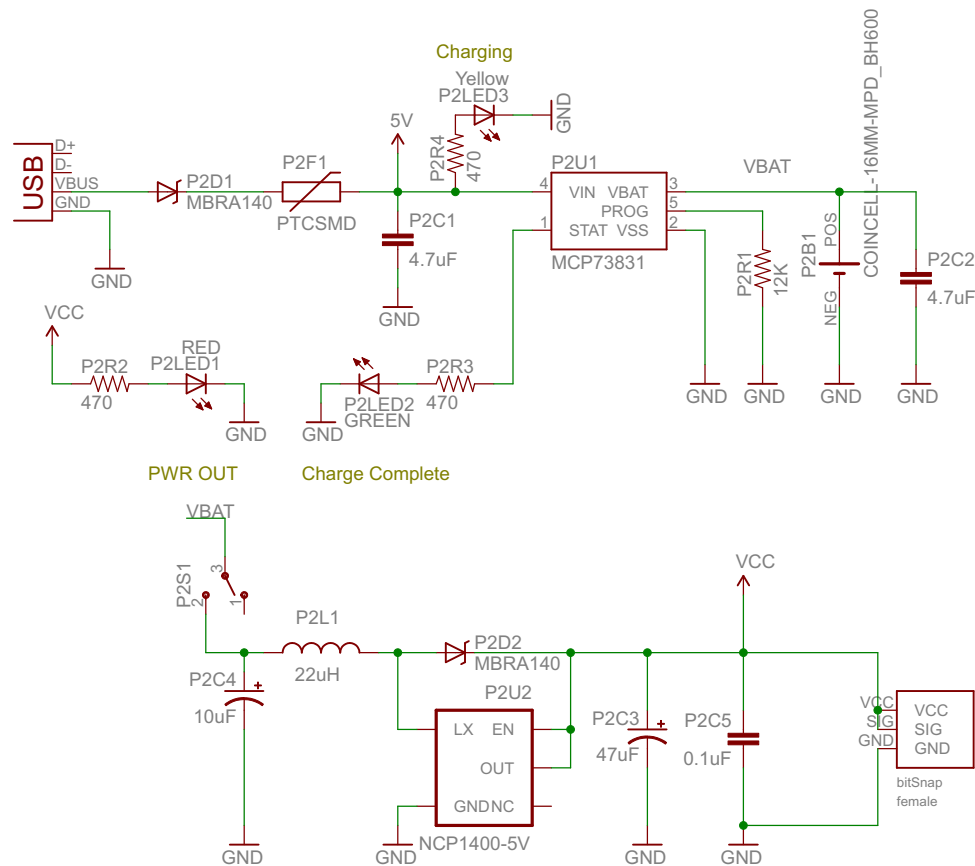 Charging
Yellow
P2LED3
GND
5V
P2R4
470
USB
D+
D-
VBUS
GND
P2D1
MBRA140
P2F1
PTCSMD
P2C1
4.7uF
GND
GND
P2U1
4
VIN
VBAT
3
PROG
5
1
STAT
VSS
2
MCP73831
VBAT
P2R1
12K
P2B1
POS
NEG
COINCELL-16MM-MPD_BH600
P2C2
4.7uF
GND
GND
GND
GND
VCC
P2R2
470
RED
P2LED1
GND
GND
P2LED2
GREEN
P2R3
470
PWR OUT
Charge Complete
VBAT
P2S1
3
2
1
P2L1
22uH
P2C4
10uF
GND
P2D2
MBRA140
P2U2
LX
EN
OUT
GND
NC
NCP1400-5V
GND
P2C3
47uF
GND
VCC
P2C5
0.1uF
GND
VCC
SIG
GND
VCC
SIG
GND
bitSnap
female